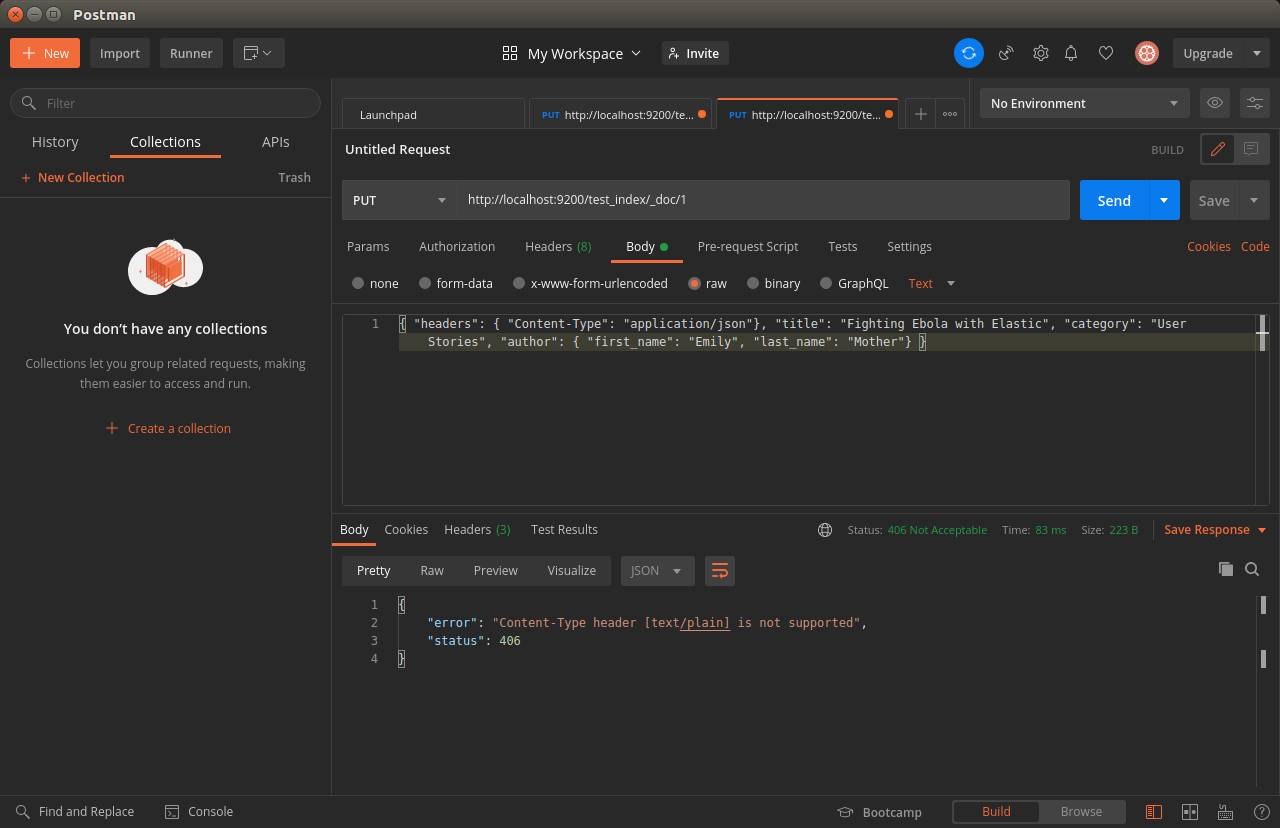 Postman
New
Import
Runner
My Workspace
Invite
Upgrade
Filter
History
Collections
APIs
+ New Collection
Trash
You don’t have any collections
Collections let you group related requests, making
them easier to access and run.
+ Create a collection
Launchpad
PUT http://localhost:9200/te...
PUT http://localhost:9200/te...
No Environment
Untitled Request
BUILD
PUT
http://localhost:9200/test_index/_doc/1
Send
Save
Params
Authorization
Headers (8)
Body
Pre-request Script
Tests
Settings
Cookies
Code
none
form-data
x-www-form-urlencoded
raw
binary
GraphQL
Text
1 { "headers": { "Content-Type": "application/json"}, "title": "Fighting Ebola with Elastic", "category": "User
Stories", "author": { "first_name": "Emily", "last_name": "Mother"} }
Body
Cookies
Headers (3)
Test Results
Status: 406 Not Acceptable
Time: 83 ms
Size: 223 B
Save Response
Pretty
Raw
Preview
Visualize
JSON
1 {
2 "error": "Content-Type header [text/plain] is not supported",
3 "status": 406
4 }
Find and Replace
Console
Bootcamp
Build
Browse